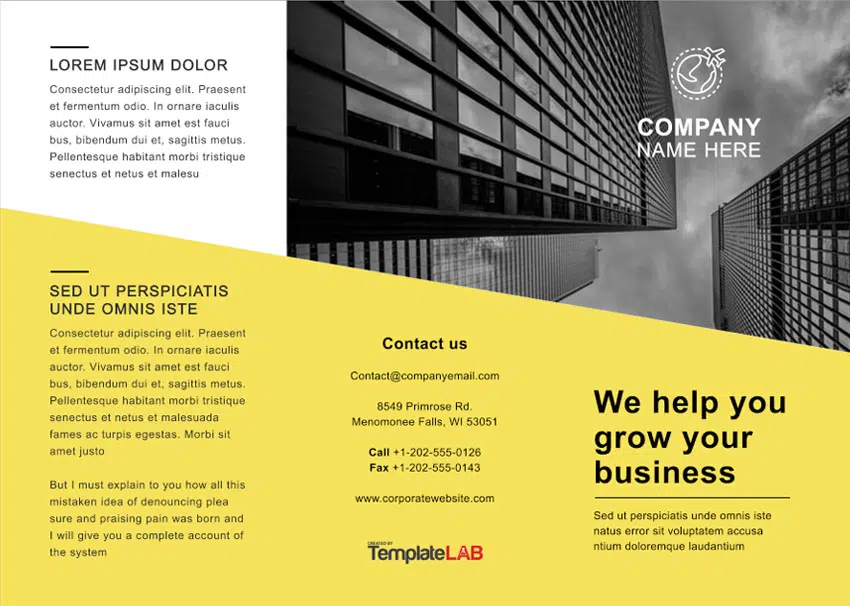 LOREM IPSUM DOLOR
Consectetur adipiscing elit. Praesent
et fermentum odio. In ornare iaculis
auctor. Vivamus sit amet est fauci
bus, bibendum dui et, sagittis metus.
Pellentesque habitant morbi tristique
senectus et netus et malesu
SED UT PERSPICIATIS
UNDE OMNIS ISTE
Consectetur adipiscing elit. Praesent
et fermentum odio. In ornare iaculis
auctor. Vivamus sit amet est fauci
bus, bibendum dui et, sagittis metus.
Pellentesque habitant morbi tristique
senectus et netus et malesuada
fames ac turpis egestas. Morbi sit
amet justo
But I must explain to you how all this
mistaken idea of denouncing plea
sure and praising pain was born and
I will give you a complete account of
the system
Contact us
Contact@companyemail.com
8549 Primrose Rd.
Menomonee Falls, WI 53051
Call +1-202-555-0126
Fax +1-202-555-0143
www.corporatewebsite.com
CREATED BY
TemplateLAB
COMPANY
NAME HERE
We help you
grow your
business
Sed ut perspiciatis unde omnis iste
natus error sit voluptatem accusa
ntium doloremque laudantium